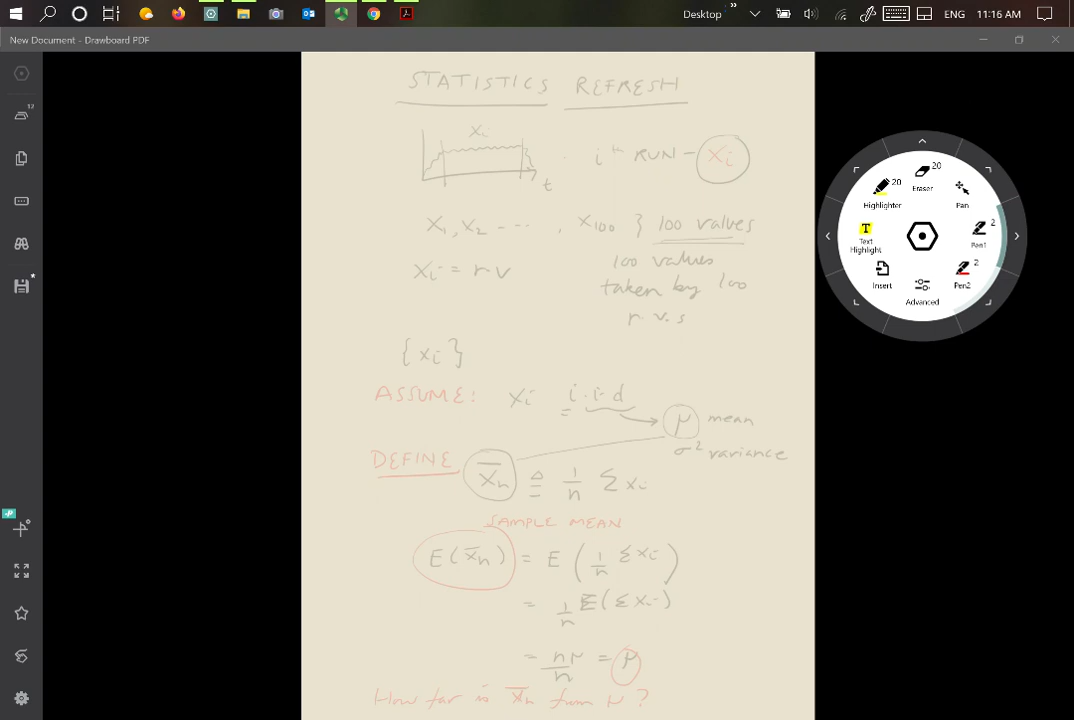 Desktop
ENG 11:16 AM
New Document - Drawboard PDF
12
STATISTICS REFRESH
Xi
t
i th RUN - Xi
X1, X2 - - - , X100 } 100 values
Xi = r.v
100 values
taken by 100
r.v.s
{Xi}
ASSUME: Xi = i.i.d
μ mean
σ² variance
DEFINE X̄n ≜ 1/n Σ Xi
SAMPLE MEAN
E(X̄n) = E (1/n Σ Xi)
= 1/n E(Σ Xi)
= nμ/n = μ
How far is X̄n from μ ?
20
Eraser
20
Highlighter
Pan
T
Text
Highlight
2
Pen1
Insert
2
Pen2
Advanced